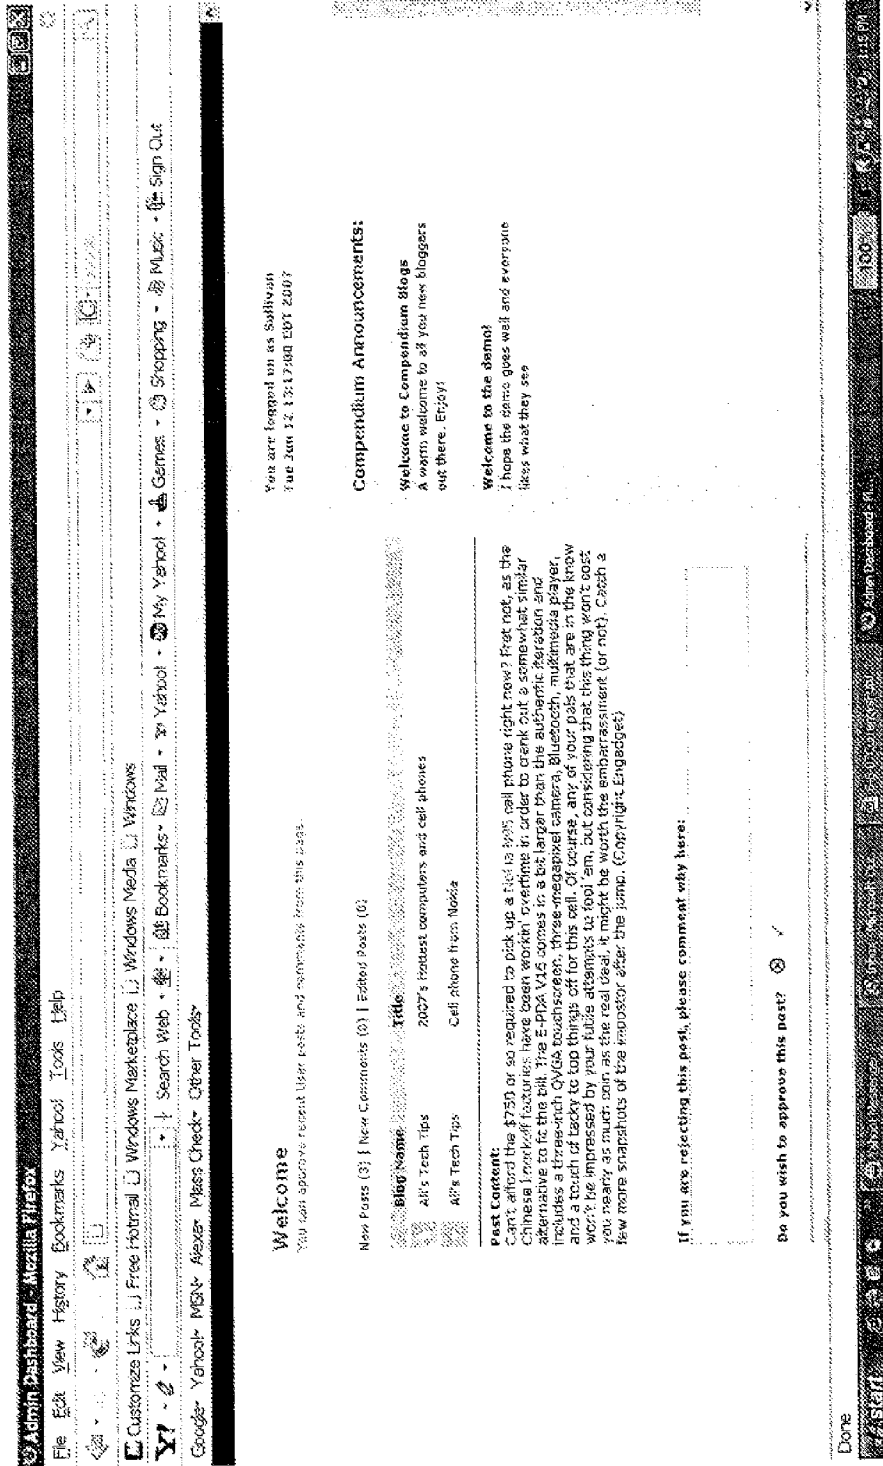 Admin Dashboard - Mozilla Firefox
File Edit View History Bookmarks Yahoo! Tools Help
Customize Links Free Hotmail Windows Marketplace Windows Media Windows
Y! Search Web Bookmarks Mail My Yahoo! Games Shopping Music Sign Out
Google Yahoo! MSN Alexa Mass Check Other Tools
Welcome
You can approve recent User posts and comments from this page.
You are logged on as Sullivan
Tue Jun 12 13:17:00 EDT 2007
New Posts (3) | New Comments (0) | Edited Posts (0)
Compendium Announcements:
Blog Name Title
Ali's Tech Tips 2007's hottest computers and cell phones
Ali's Tech Tips Cell phone from Nokia
Welcome to Compendium Blogs
A warm welcome to all you new bloggers
out there. Enjoy!
Welcome to the demo!
I hope the demo goes well and everyone
likes what they see
Post Content:
Can't afford the $750 or so required to pick up a Nokia N95 cell phone right now? Fret not, as the
Chinese knockoff factories have been workin' overtime in order to crank out a somewhat similar
alternative to fit the bill. The E-PDA V16 comes in a bit larger than the authentic iteration and
includes a three-inch QVGA touchscreen, three-megapixel camera, Bluetooth, multimedia player,
and a touch of tacky to top things off for this cell. Of course, any of your pals that are in the know
won't be impressed by your futile attempts to fool 'em, but considering that this thing won't cost
you nearly as much coin as the real deal, it might be worth the embarrassment (or not). Catch a
few more snapshots of the impostor after the jump. (Copyright Engadget)
If you are rejecting this post, please comment why here:
Do you wish to approve this post?
Done
start
Admin Dashboard
100%
1:19 PM